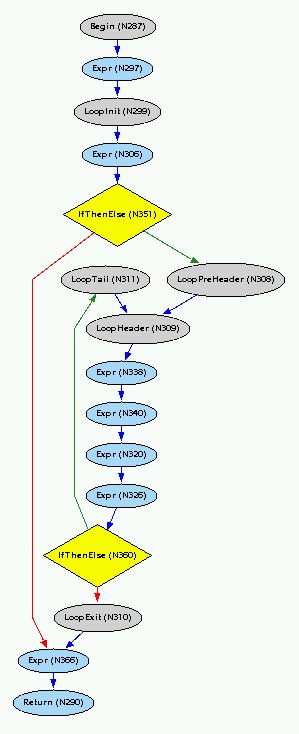 Begin (N287)
Expr (N297)
LoopInit (N299)
Expr (N306)
IfThenElse (N351)
LoopTail (N311)
LoopPreHeader (N308)
LoopHeader (N309)
Expr (N338)
Expr (N340)
Expr (N320)
Expr (N326)
IfThenElse (N360)
LoopExit (N310)
Expr (N366)
Return (N290)